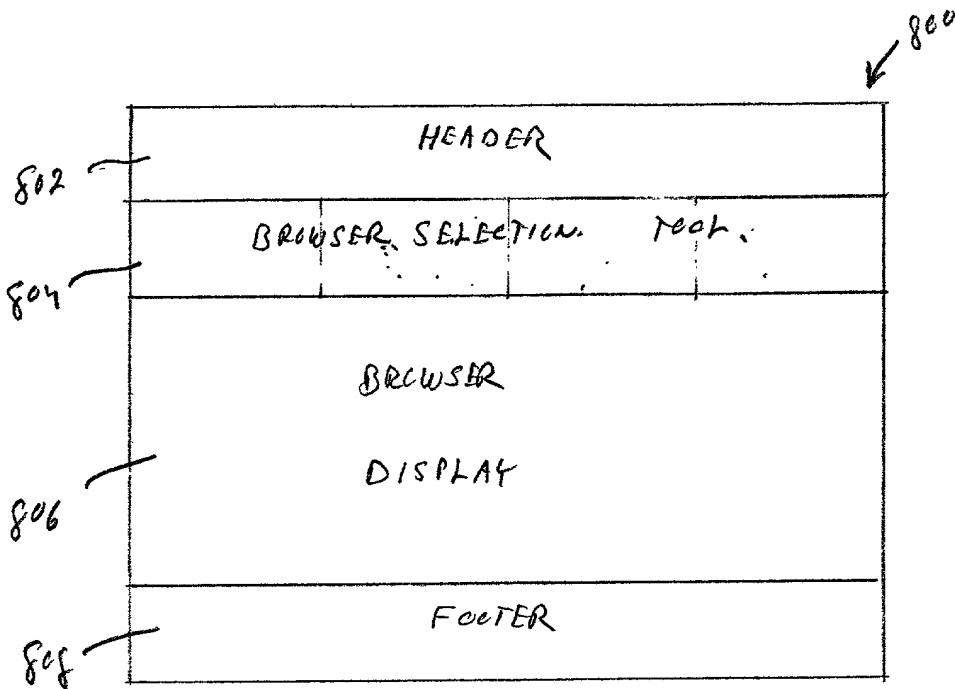 800
HEADER
802
BROWSER SELECTION TOOL
804
BROWSER
DISPLAY
806
FOOTER
808